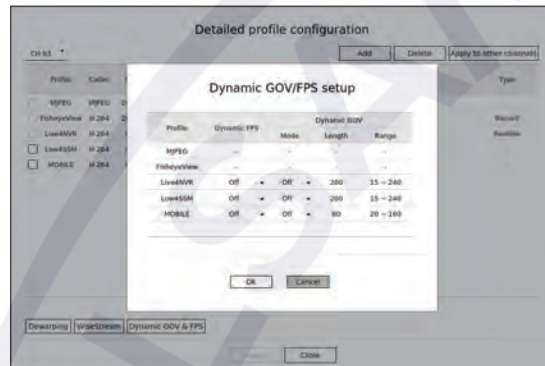 Detailed profile configuration
CH 63
Add Delete Apply to other channels
Profile Codec Type
MJPEG MJPEG
FisheyeView H.264 Record
Live4NVR H.264
Low4SSM H.264
MOBILE H.264
Dynamic GOV/FPS setup
Profile Dynamic FPS Dynamic GOV
Mode Length Range
MJPEG - - - -
FisheyeView - - - -
Live4NVR Off Off 200 15 ~ 240
Low4SSM Off Off 200 15 ~ 240
MOBILE Off Off 80 20 ~ 160
Ok Cancel
Dewarping WiseStream Dynamic GOV & FPS
Close